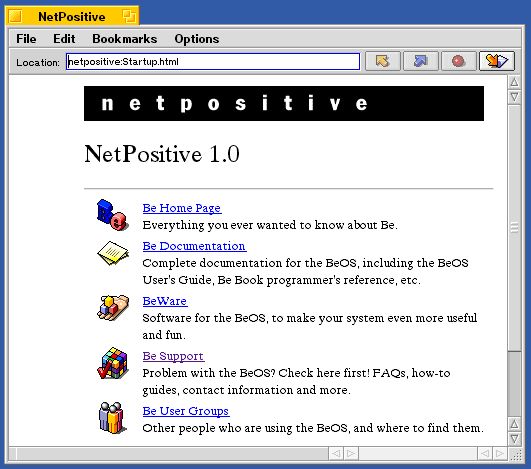 NetPositive
File Edit Bookmarks Options
Location: netpositive:Startup.html
netpositive
NetPositive 1.0
Be Home Page
Everything you ever wanted to know about Be.
Be Documentation
Complete documentation for the BeOS, including the BeOS
User's Guide, Be Book programmer's reference, etc.
BeWare
Software for the BeOS, to make your system even more useful
and fun.
Be Support
Problem with the BeOS? Check here first! FAQs, how-to
guides, contact information and more.
Be User Groups
Other people who are using the BeOS, and where to find them.